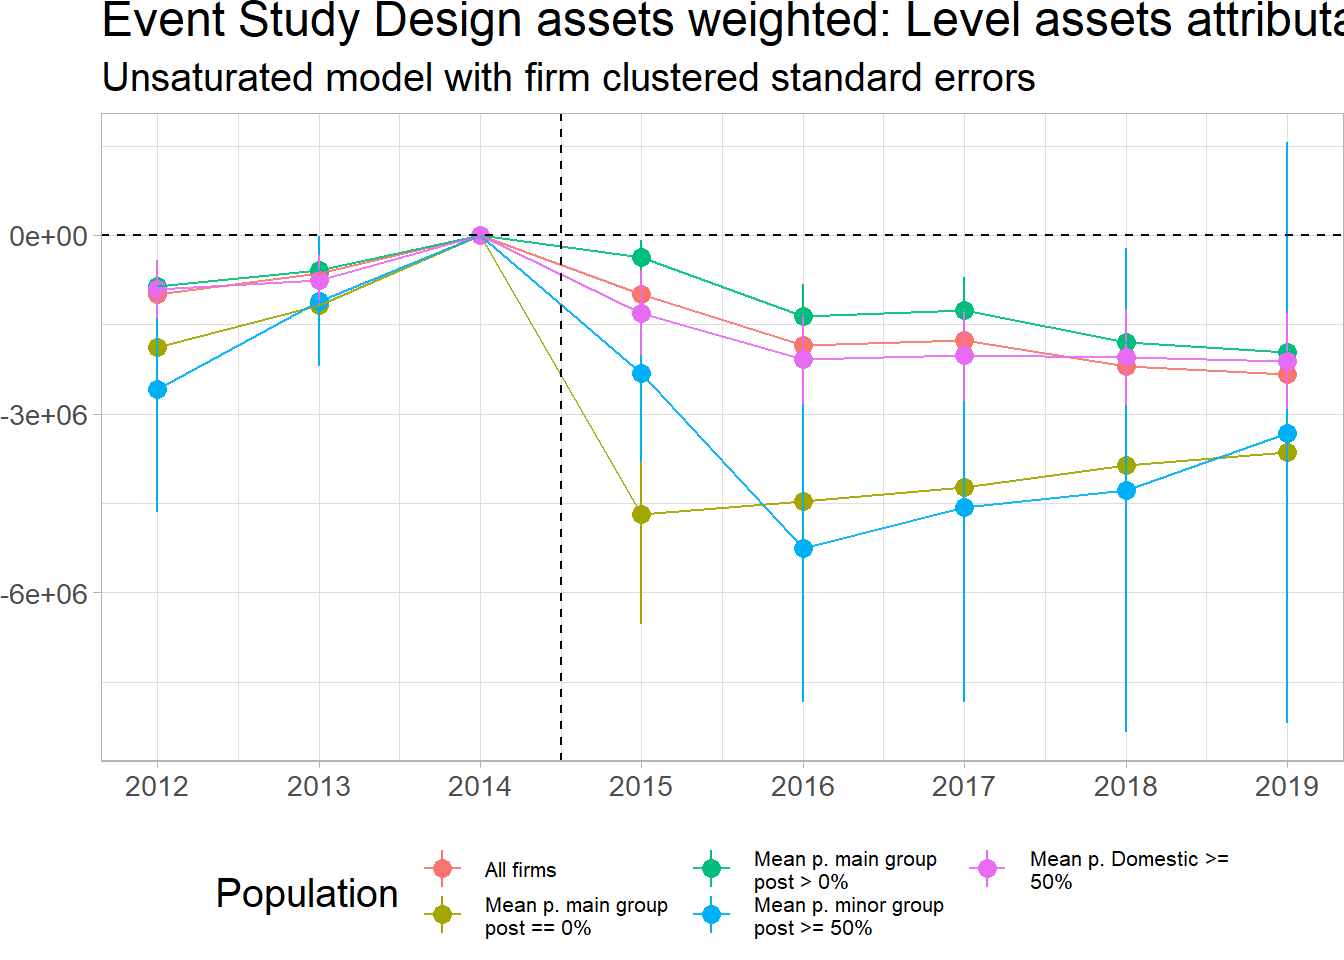 Event Study Design assets weighted: Level assets
Unsaturated model with firm clustered standard errors
0e+00
-3e+06
-6e+06
2012 2013 2014 2015 2016 2017 2018 2019
Population
All firms
Mean p. main group
post == 0%
Mean p. main group
post > 0%
Mean p. minor group
post >= 50%
Mean p. Domestic >=
50%